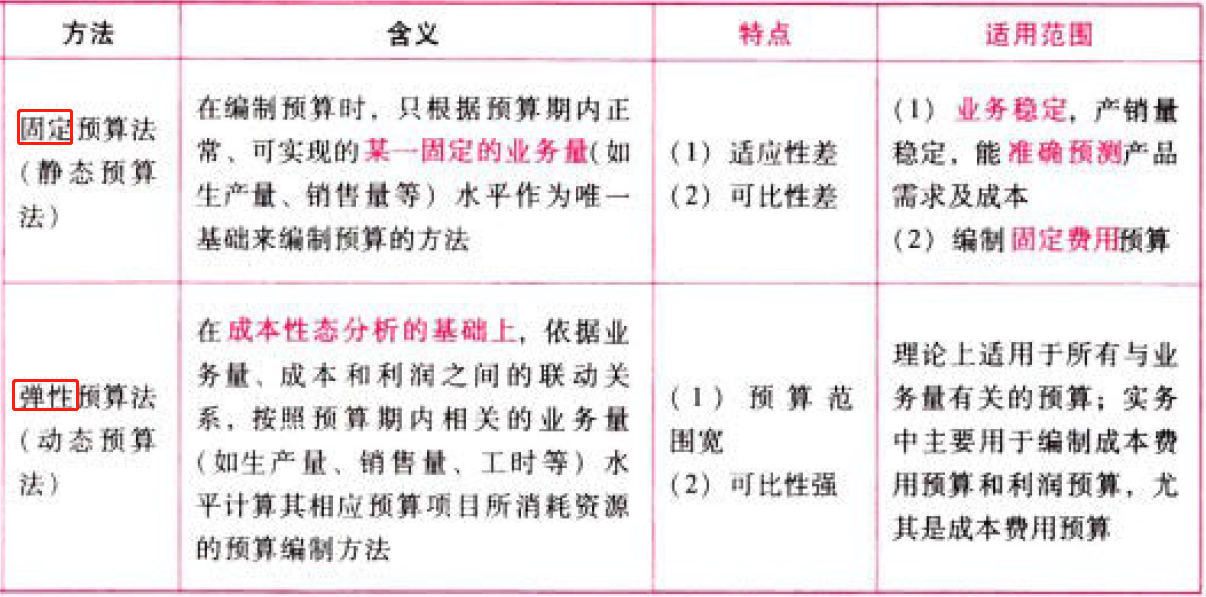 方法
含义
特点
适用范围
固定预算法
(静态预算
法)
在编制预算时，只根据预算期内正
常、可实现的某一固定的业务量(如
生产量、销售量等)水平作为唯一
基础来编制预算的方法
(1) 适应性差
(2) 可比性差
(1) 业务稳定，产销量
稳定，能准确预测产品
需求及成本
(2) 编制固定费用预算
弹性预算法
(动态预算
法)
在成本性态分析的基础上，依据业
务量、成本和利润之间的联动关
系，按照预算期内相关的业务量
(如生产量、销售量、工时等)水
平计算其相应预算项目所消耗资源
的预算编制方法
(1) 预算范
围宽
(2) 可比性强
理论上适用于所有与业
务量有关的预算；实务
中主要用于编制成本费
用预算和利润预算，尤
其是成本费用预算